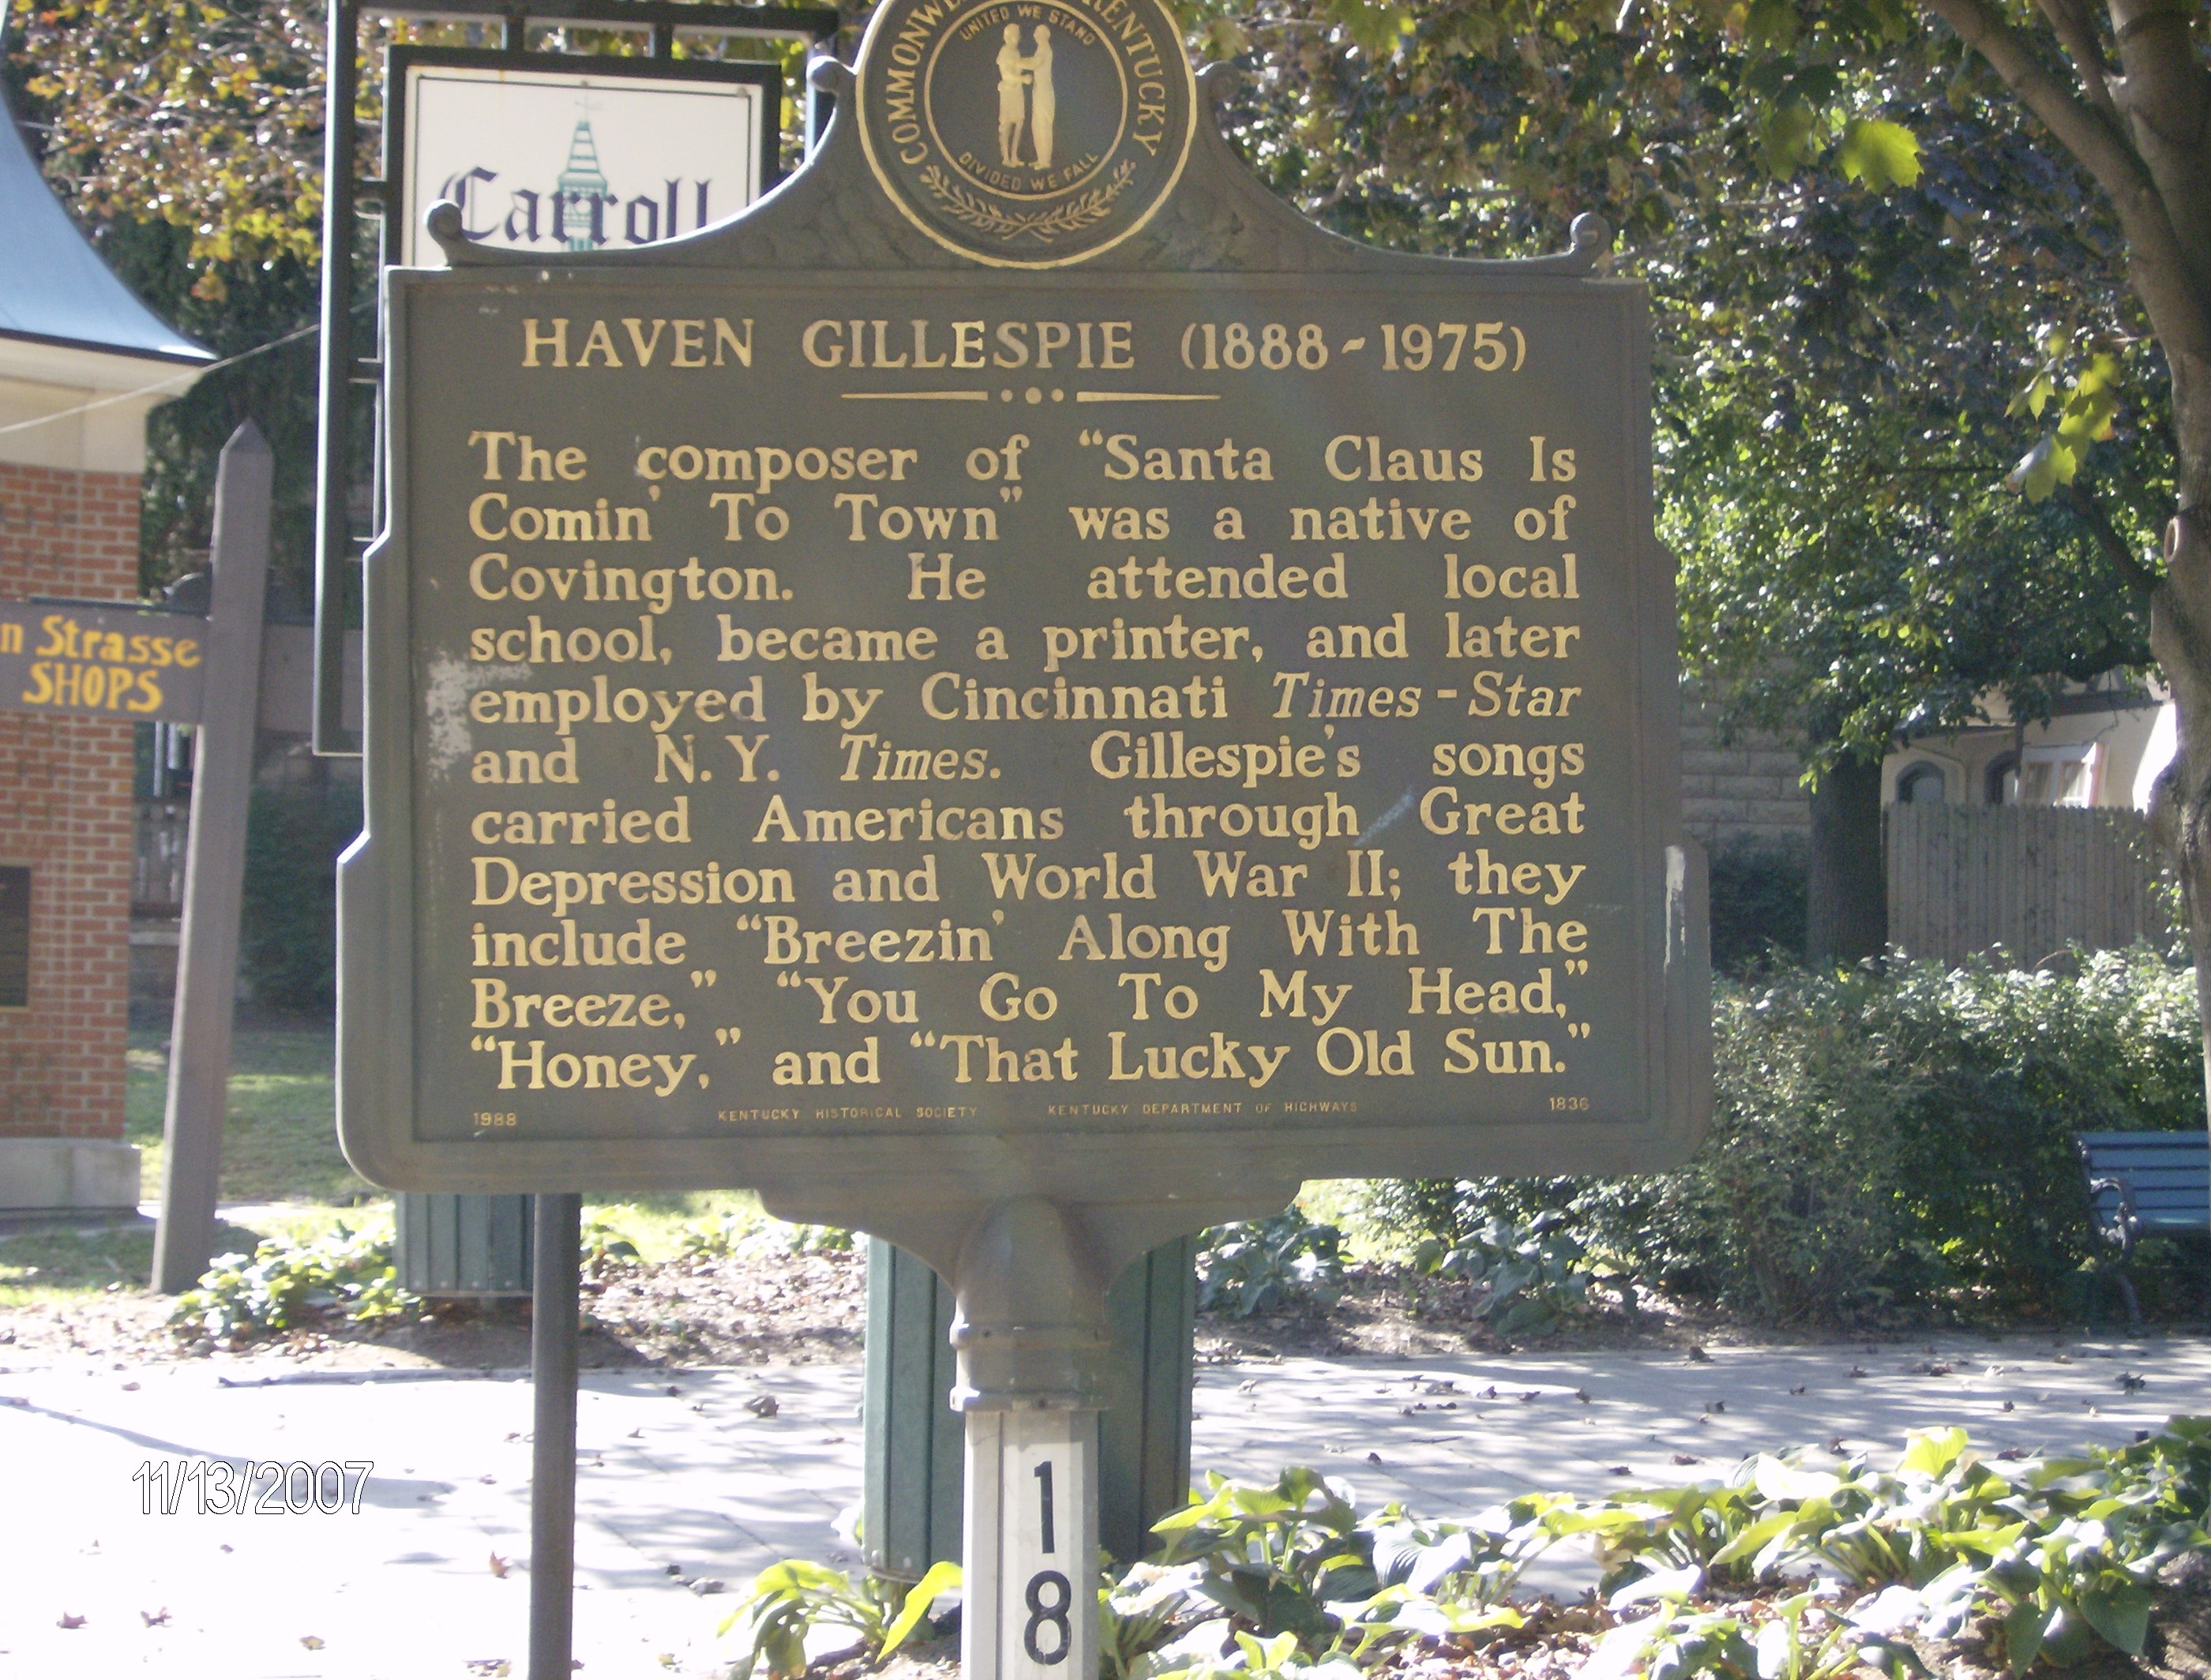 COMMONWE KENTUCKY
UNITED WE STAND
DIVIDED WE FALL
Carroll
HAVEN GILLESPIE (1888-1975)
The composer of "Santa Claus Is
Comin' To Town" was a native of
Covington. He attended local
school, became a printer, and later
employed by Cincinnati Times-Star
and N.Y. Times. Gillespie's songs
carried Americans through Great
Depression and World War II; they
include "Breezin' Along With The
Breeze," "You Go To My Head,"
"Honey," and "That Lucky Old Sun."
1988 KENTUCKY HISTORICAL SOCIETY KENTUCKY DEPARTMENT OF HIGHWAYS 1836
n Strasse
SHOPS
11/13/2007
1
8